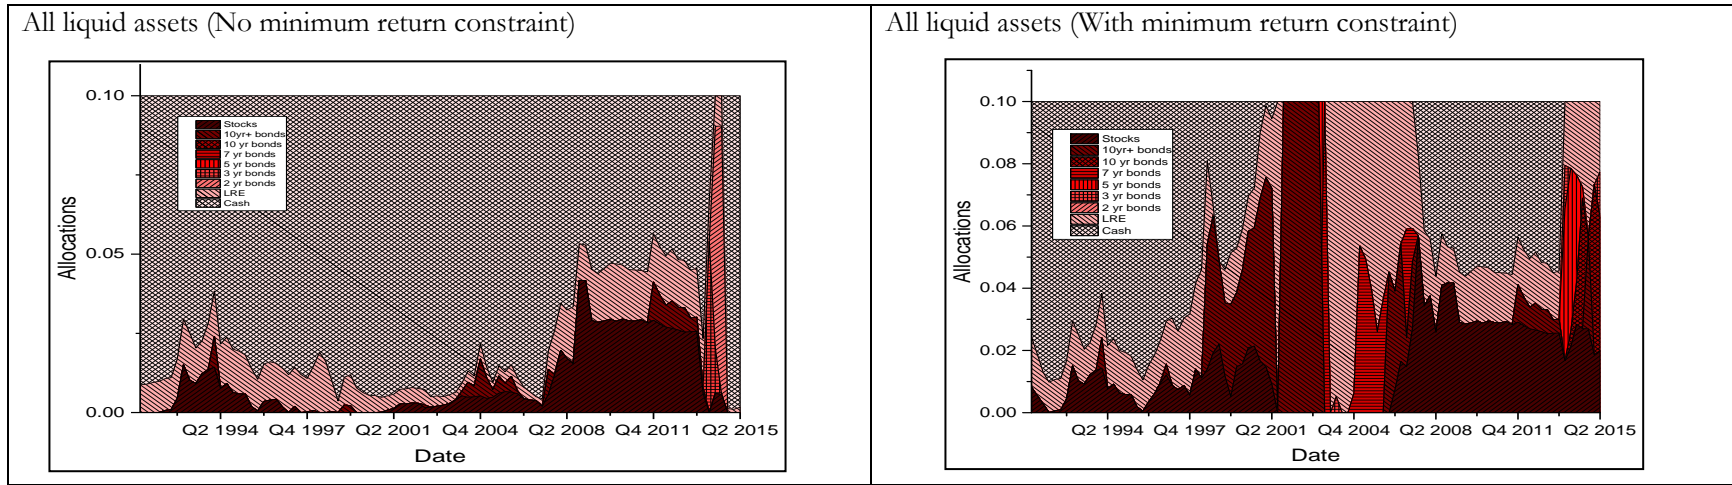 All liquid assets (No minimum return constraint)
0.10
0.05
0.00
Allocations
Stocks
10yr+ bonds
10 yr bonds
7 yr bonds
5 yr bonds
3 yr bonds
2 yr bonds
LRE
Cash
Q2 1994 Q4 1997 Q2 2001 Q4 2004 Q2 2008 Q4 2011 Q2 2015
Date
All liquid assets (With minimum return constraint)
0.10
0.08
0.06
0.04
0.02
0.00
Allocations
Stocks
10yr+ bonds
10 yr bonds
7 yr bonds
5 yr bonds
3 yr bonds
2 yr bonds
LRE
Cash
Q2 1994 Q4 1997 Q2 2001 Q4 2004 Q2 2008 Q4 2011 Q2 2015
Date